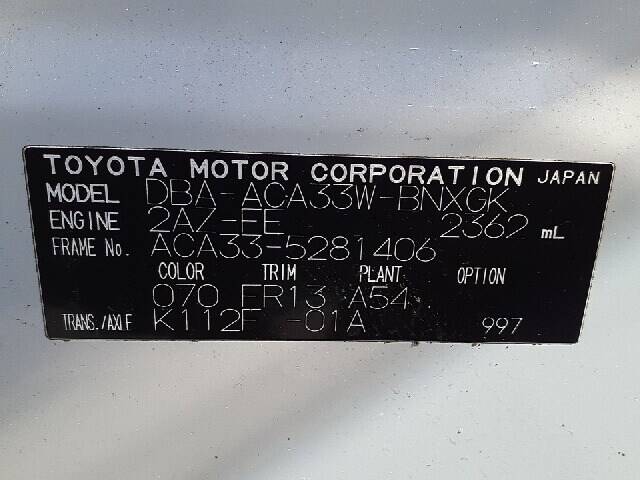 TOYOTA MOTOR CORPORATION JAPAN
MODEL DBA-ACA33W-BNXGK
ENGINE 2AZ-FE 2362 mL
FRAME No. ACA33-5281406
COLOR TRIM PLANT OPTION
070 FR13 A54
TRANS./AXLE K112F -01A 997